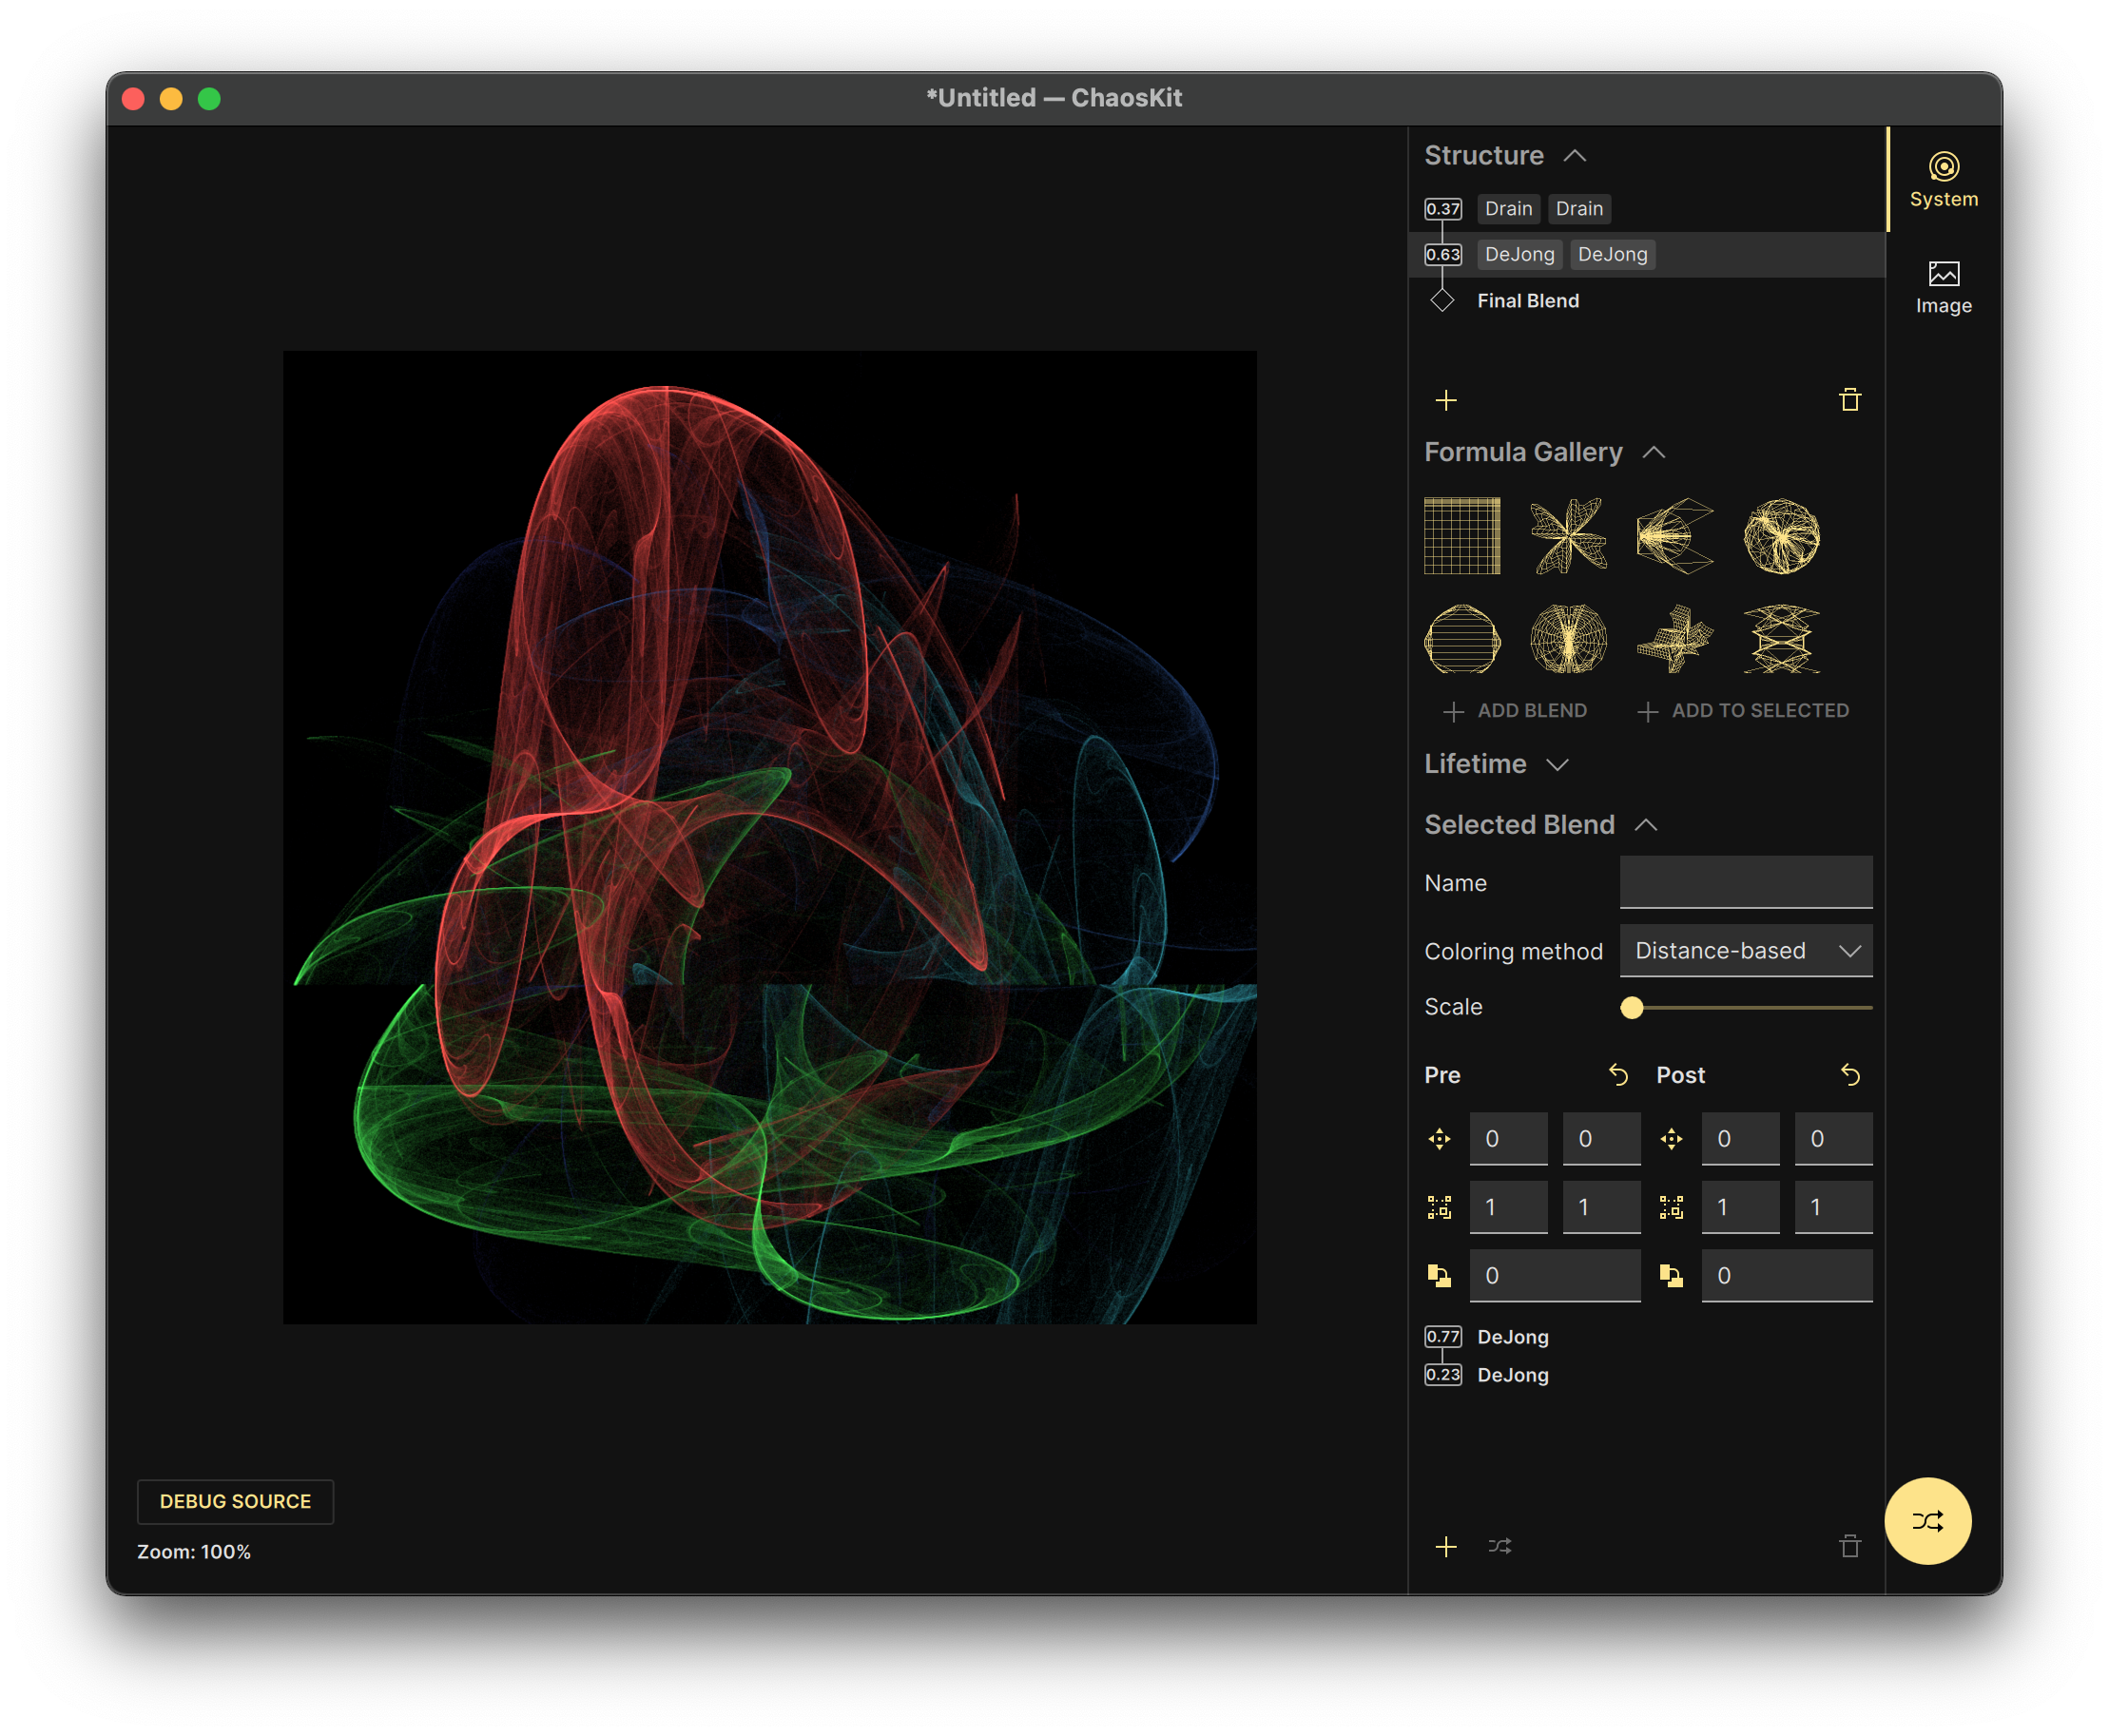 *Untitled — ChaosKit
Structure
0.37 Drain Drain
0.63 DeJong DeJong
Final Blend
Formula Gallery
ADD BLEND ADD TO SELECTED
Lifetime
Selected Blend
Name
Coloring method Distance-based
Scale
Pre Post
0 0 0 0
1 1 1 1
0 0
0.77 DeJong
0.23 DeJong
System
Image
DEBUG SOURCE
Zoom: 100%